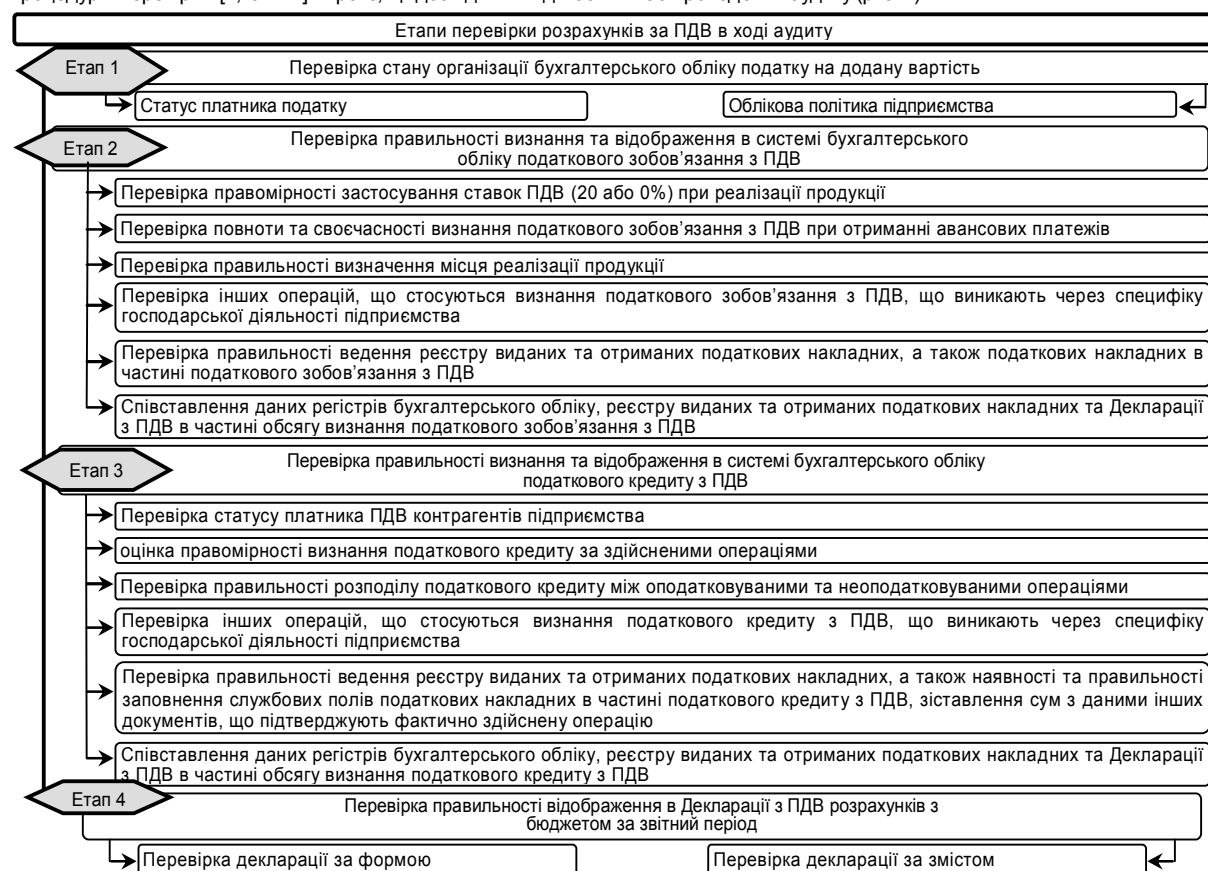 Етапи перевірки розрахунків за ПДВ в ході аудиту
Етап 1
Перевірка стану організації бухгалтерського обліку податку на додану вартість
Статус платника податку
Облікова політика підприємства
Етап 2
Перевірка правильності визнання та відображення в системі бухгалтерського
обліку податкового зобов’язання з ПДВ
Перевірка правомірності застосування ставок ПДВ (20 або 0%) при реалізації продукції
Перевірка повноти та своєчасності визнання податкового зобов’язання з ПДВ при отриманні авансових платежів
Перевірка правильності визначення місця реалізації продукції
Перевірка інших операцій, що стосуються визнання податкового зобов’язання з ПДВ, що виникають через специфіку
господарської діяльності підприємства
Перевірка правильності ведення реєстру виданих та отриманих податкових накладних, а також податкових накладних в
частині податкового зобов’язання з ПДВ
Співставлення даних регістрів бухгалтерського обліку, реєстру виданих та отриманих податкових накладних та Декларації
з ПДВ в частині обсягу визнання податкового зобов’язання з ПДВ
Етап 3
Перевірка правильності визнання та відображення в системі бухгалтерського обліку
податкового кредиту з ПДВ
Перевірка статусу платника ПДВ контрагентів підприємства
оцінка правомірності визнання податкового кредиту за здійсненими операціями
Перевірка правильності розподілу податкового кредиту між оподатковуваними та неоподатковуваними операціями
Перевірка інших операцій, що стосуються визнання податкового кредиту з ПДВ, що виникають через специфіку
господарської діяльності підприємства
Перевірка правильності ведення реєстру виданих та отриманих податкових накладних, а також наявності та правильності
заповнення службових полів податкових накладних в частині податкового кредиту з ПДВ, зіставлення сум з даними інших
документів, що підтверджують фактично здійснену операцію
Співставлення даних регістрів бухгалтерського обліку, реєстру виданих та отриманих податкових накладних та Декларації
з ПДВ в частині обсягу визнання податкового кредиту з ПДВ
Етап 4
Перевірка правильності відображення в Декларації з ПДВ розрахунків з
бюджетом за звітний період
Перевірка декларації за формою
Перевірка декларації за змістом